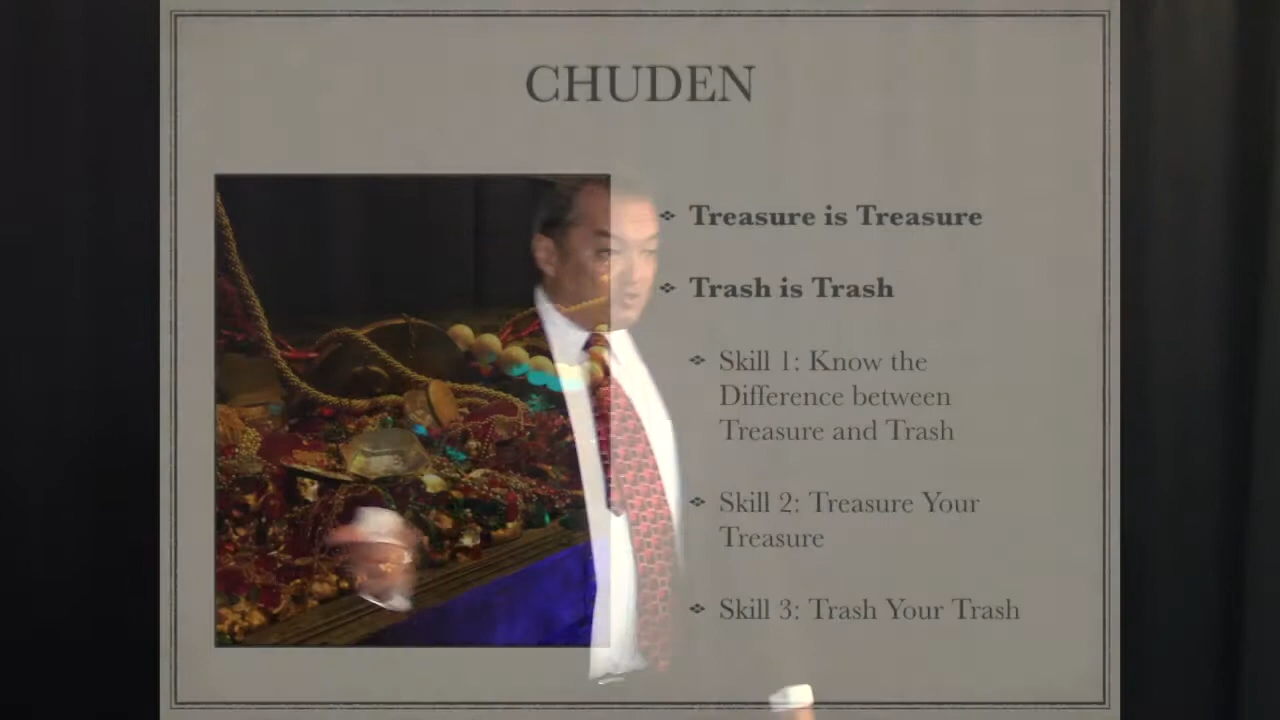 CHUDEN
Treasure is Treasure
Trash is Trash
Skill 1: Know the
Difference between
Treasure and Trash
Skill 2: Treasure Your
Treasure
Skill 3: Trash Your Trash